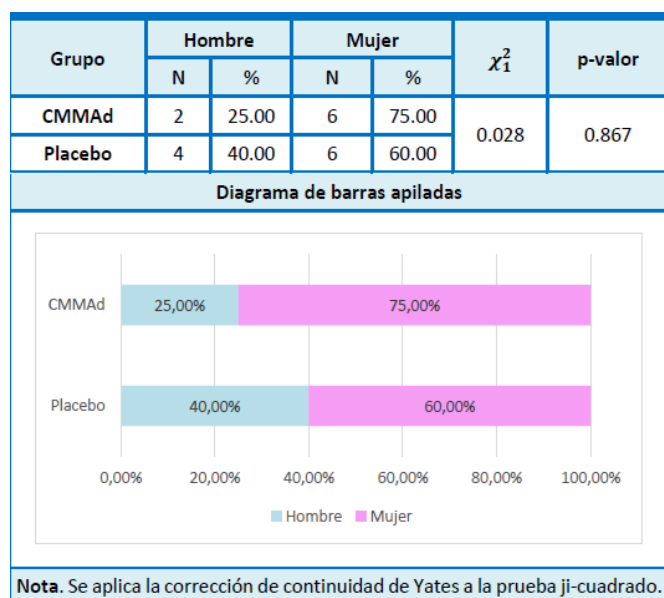 Grupo Hombre Mujer χ₁² p-valor
N % N %
CMMAd 2 25.00 6 75.00 0.028 0.867
Placebo 4 40.00 6 60.00
Diagrama de barras apiladas
CMMAd 25,00% 75,00%
Placebo 40,00% 60,00%
0,00% 20,00% 40,00% 60,00% 80,00% 100,00%
Hombre Mujer
Nota. Se aplica la corrección de continuidad de Yates a la prueba ji-cuadrado.